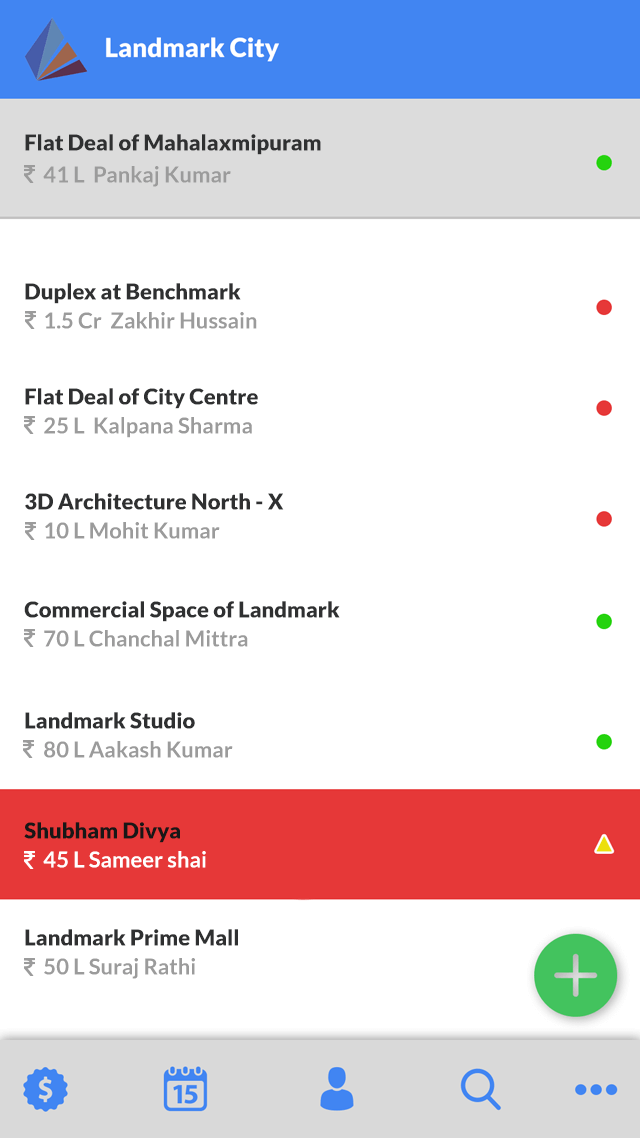 Landmark City
Flat Deal of Mahalaxmipuram
₹ 41 L Pankaj Kumar
Duplex at Benchmark
₹ 1.5 Cr Zakhir Hussain
Flat Deal of City Centre
₹ 25 L Kalpana Sharma
3D Architecture North - X
₹ 10 L Mohit Kumar
Commercial Space of Landmark
₹ 70 L Chanchal Mittra
Landmark Studio
₹ 80 L Aakash Kumar
Shubham Divya
₹ 45 L Sameer shai
Landmark Prime Mall
₹ 50 L Suraj Rathi
$ 15